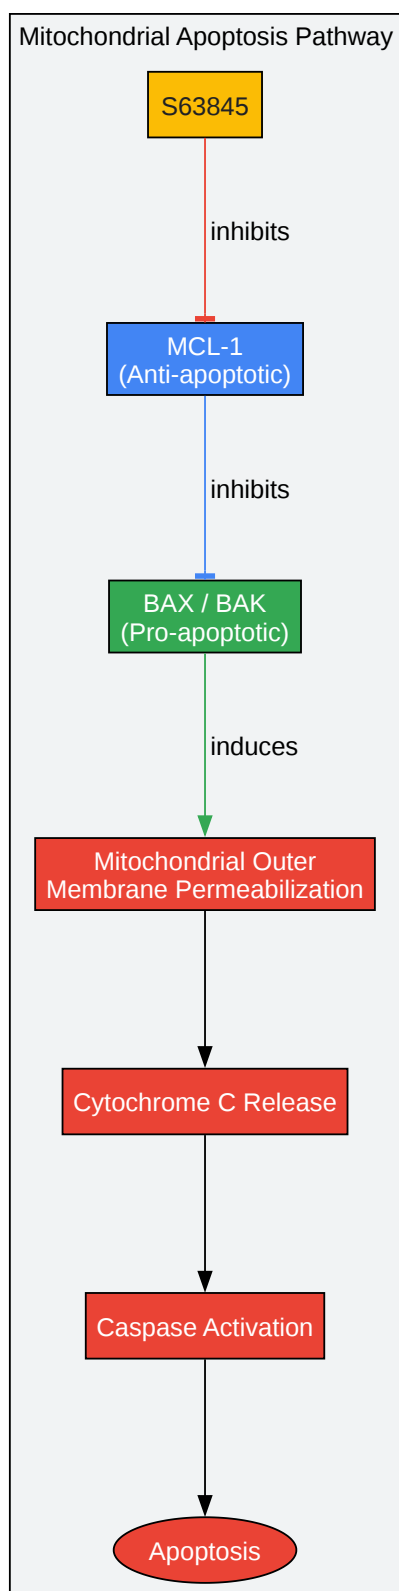 Mitochondrial Apoptosis Pathway
S63845
inhibits
MCL-1
(Anti-apoptotic)
inhibits
BAX / BAK
(Pro-apoptotic)
induces
Mitochondrial Outer
Membrane Permeabilization
Cytochrome C Release
Caspase Activation
Apoptosis